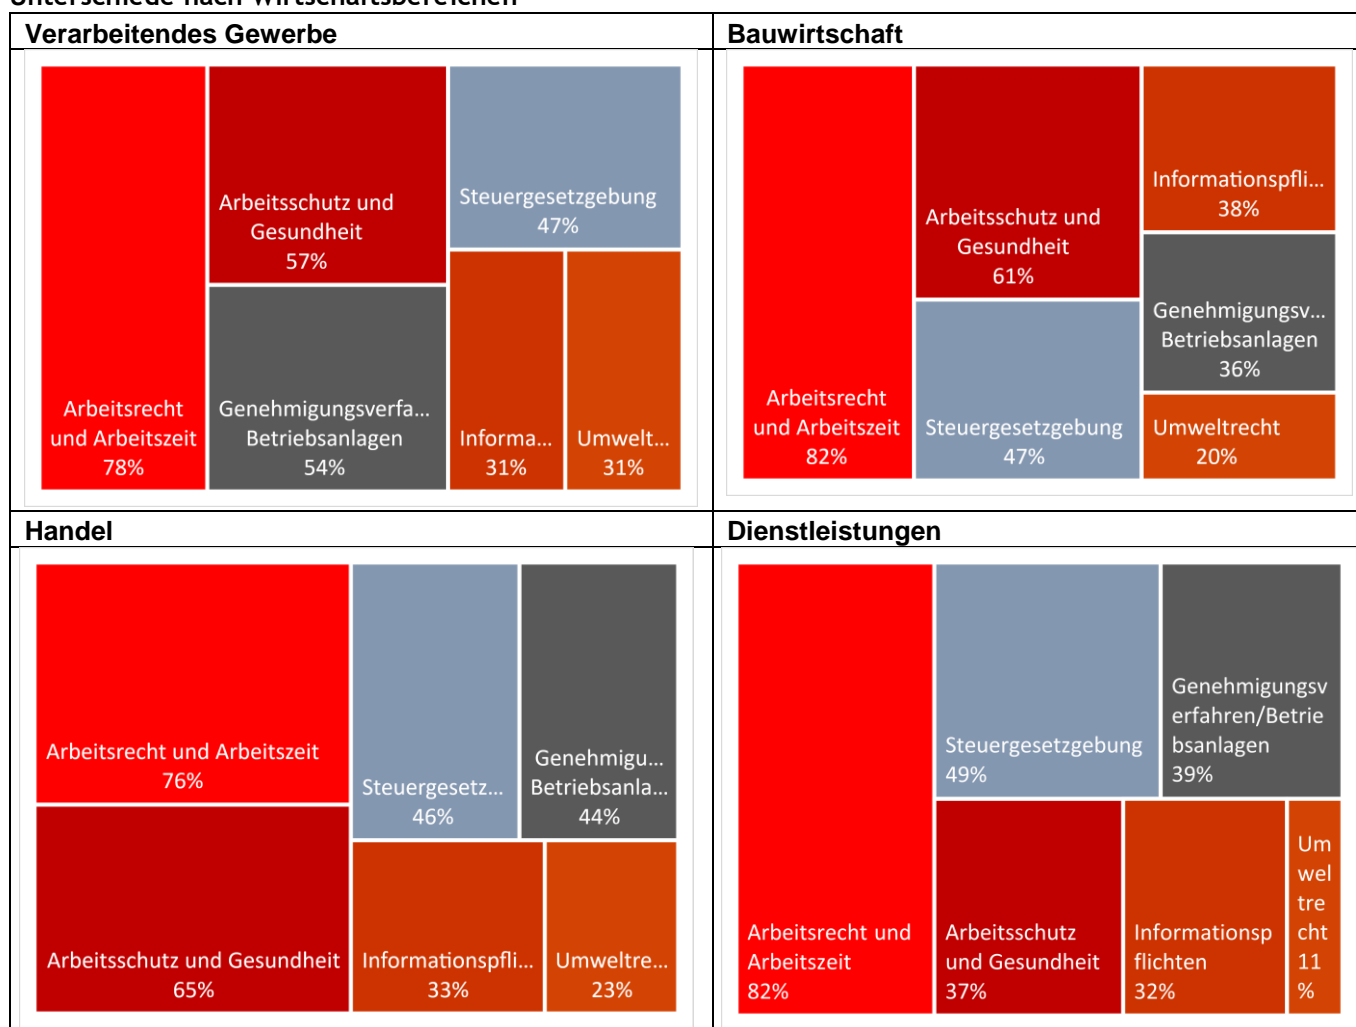 Unterschiede nach Wirtschaftsbereichen
Verarbeitendes Gewerbe
Arbeitsrecht
und Arbeitszeit
78%
Arbeitsschutz und
Gesundheit
57%
Genehmigungsverfa...
Betriebsanlagen
54%
Steuergesetzgebung
47%
Informa...
31%
Umwelt...
31%
Bauwirtschaft
Arbeitsrecht
und Arbeitszeit
82%
Arbeitsschutz und
Gesundheit
61%
Steuergesetzgebung
47%
Informationspfli...
38%
Genehmigungsv...
Betriebsanlagen
36%
Umweltrecht
20%
Handel
Arbeitsrecht und Arbeitszeit
76%
Arbeitsschutz und Gesundheit
65%
Steuergesetz...
46%
Genehmigu...
Betriebsanla...
44%
Informationspfli...
33%
Umweltre...
23%
Dienstleistungen
Arbeitsrecht und
Arbeitszeit
82%
Steuergesetzgebung
49%
Genehmigungsv
erfahren/Betrie
bsanlagen
39%
Arbeitsschutz
und Gesundheit
37%
Informationsp
flichten
32%
Um
wel
tre
cht
11
%